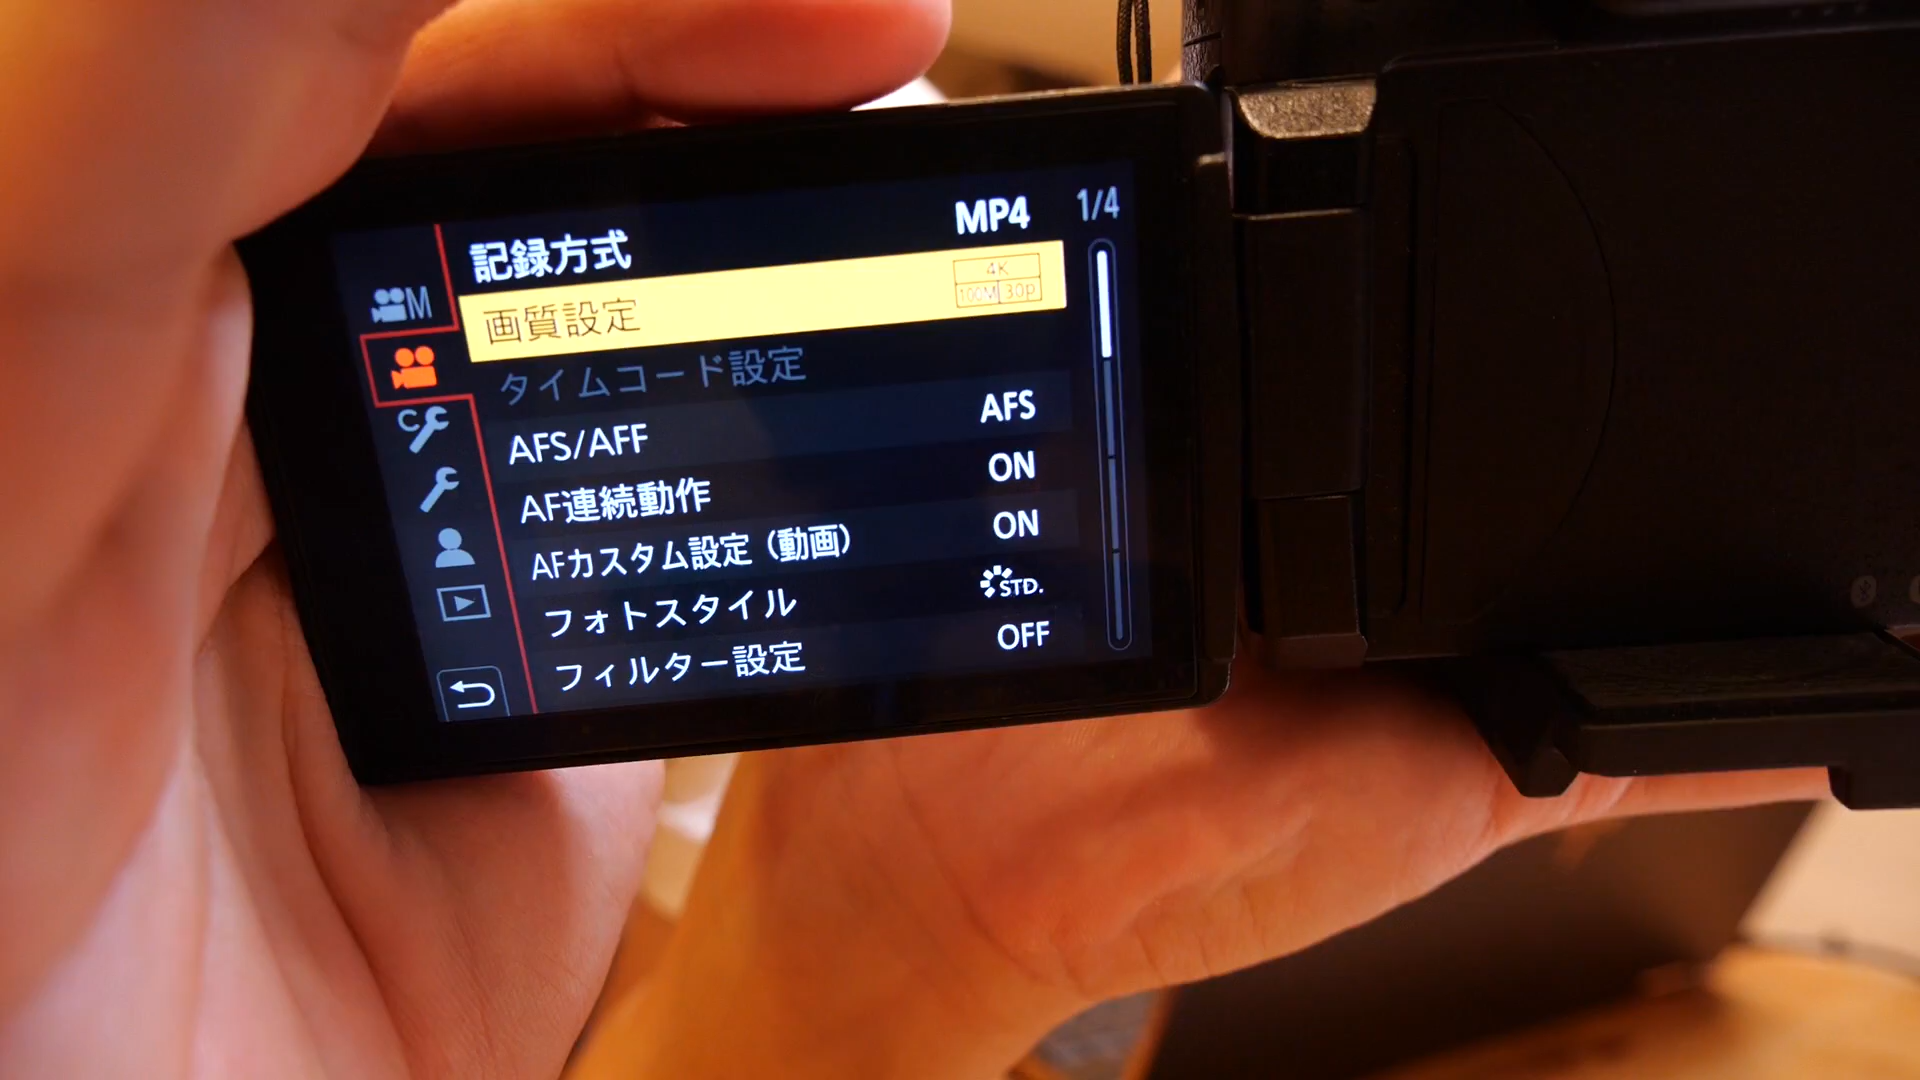 MP4 1/4
記録方式
画質設定 4K 100M 30p
タイムコード設定
AFS/AFF AFS
AF連続動作 ON
AFカスタム設定（動画） ON
フォトスタイル STD.
フィルター設定 OFF
M
C